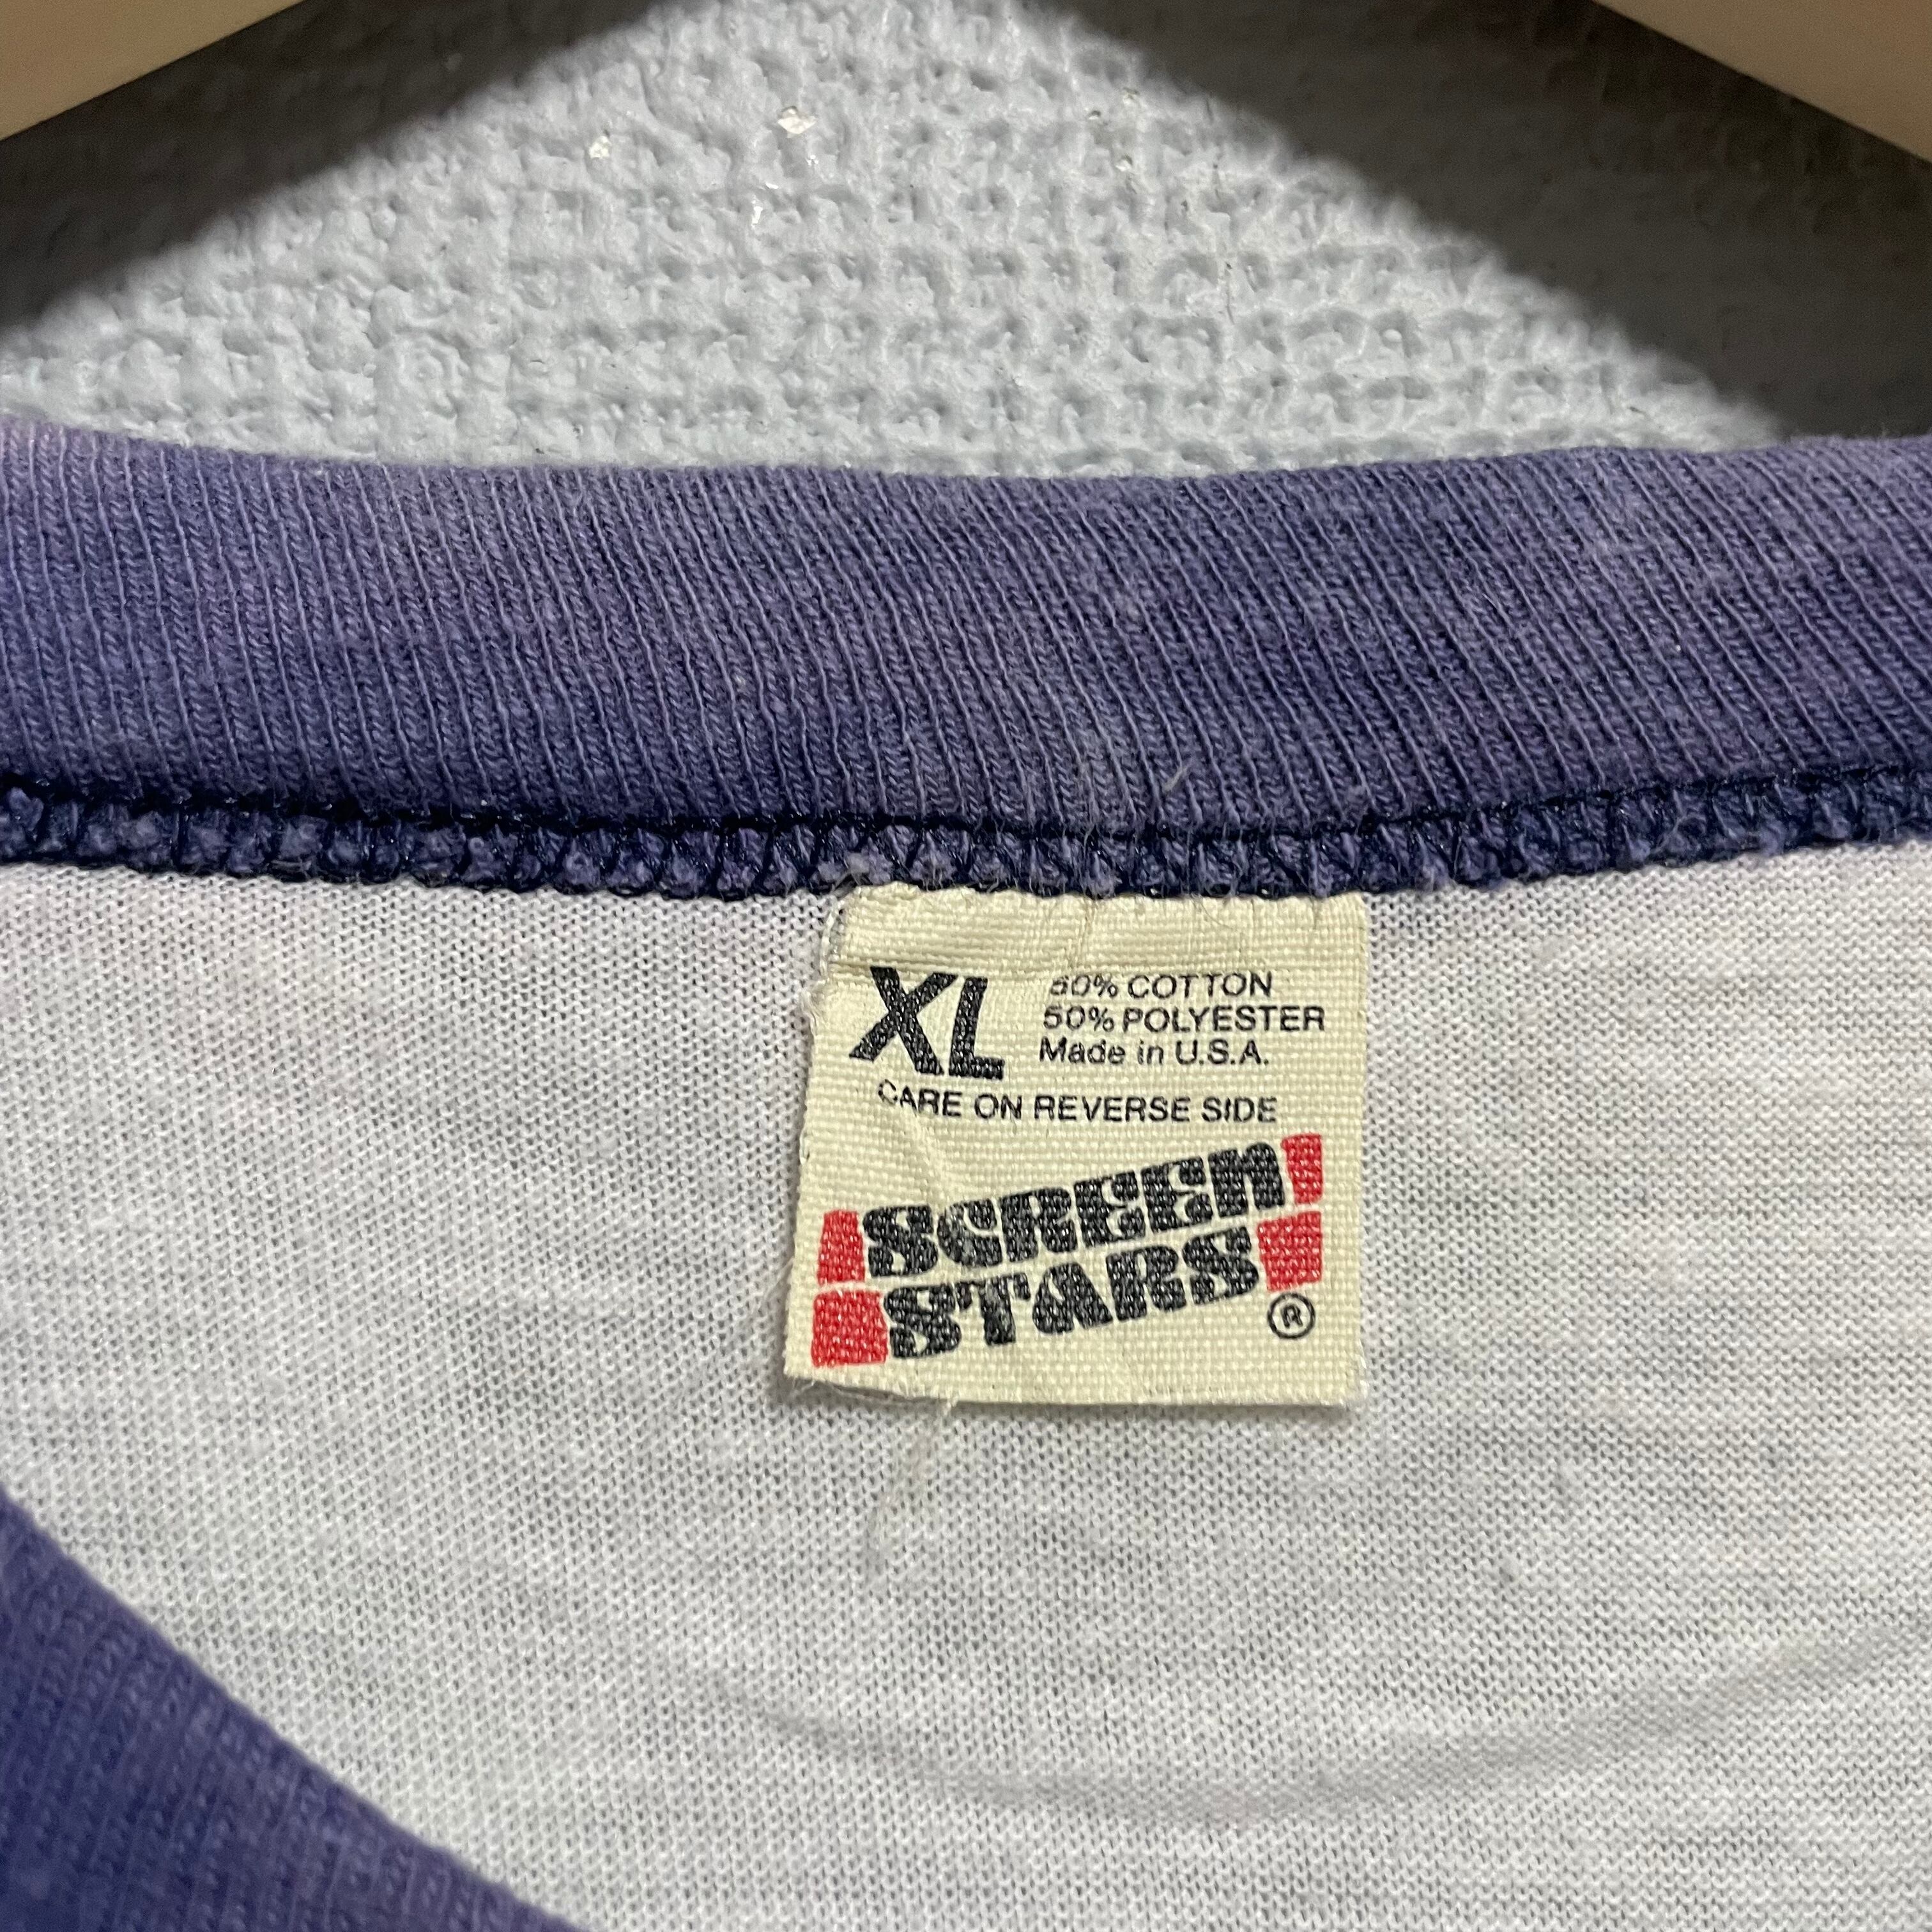 XL
50% COTTON
50% POLYESTER
Made in U.S.A.
CARE ON REVERSE SIDE
SCREEN
STARS
®